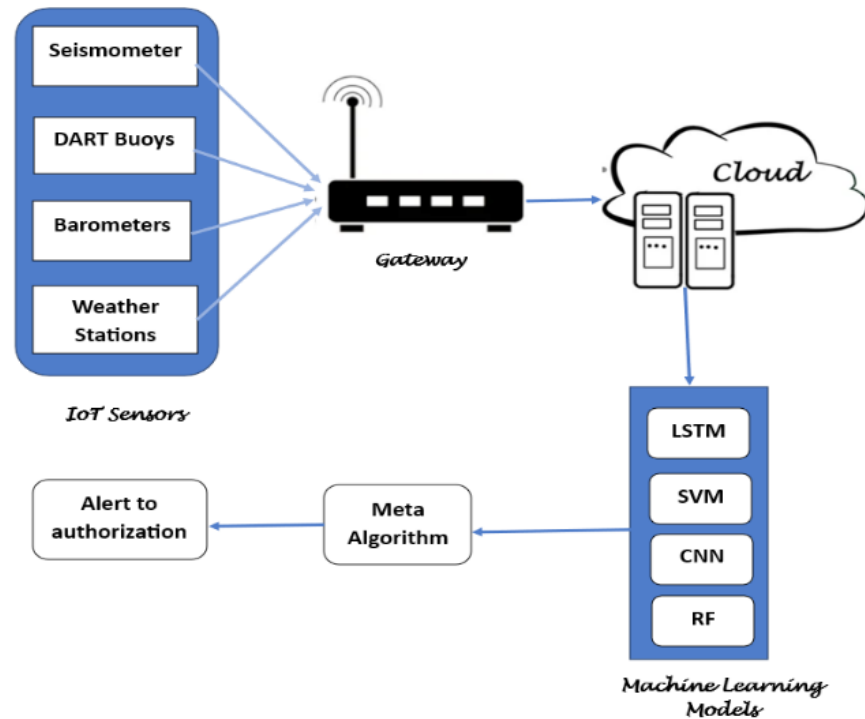 Seismometer
DART Buoys
Barometers
Weather
Stations
IoT Sensors
Gateway
Cloud
LSTM
SVM
CNN
RF
Machine Learning
Models
Meta
Algorithm
Alert to
authorization